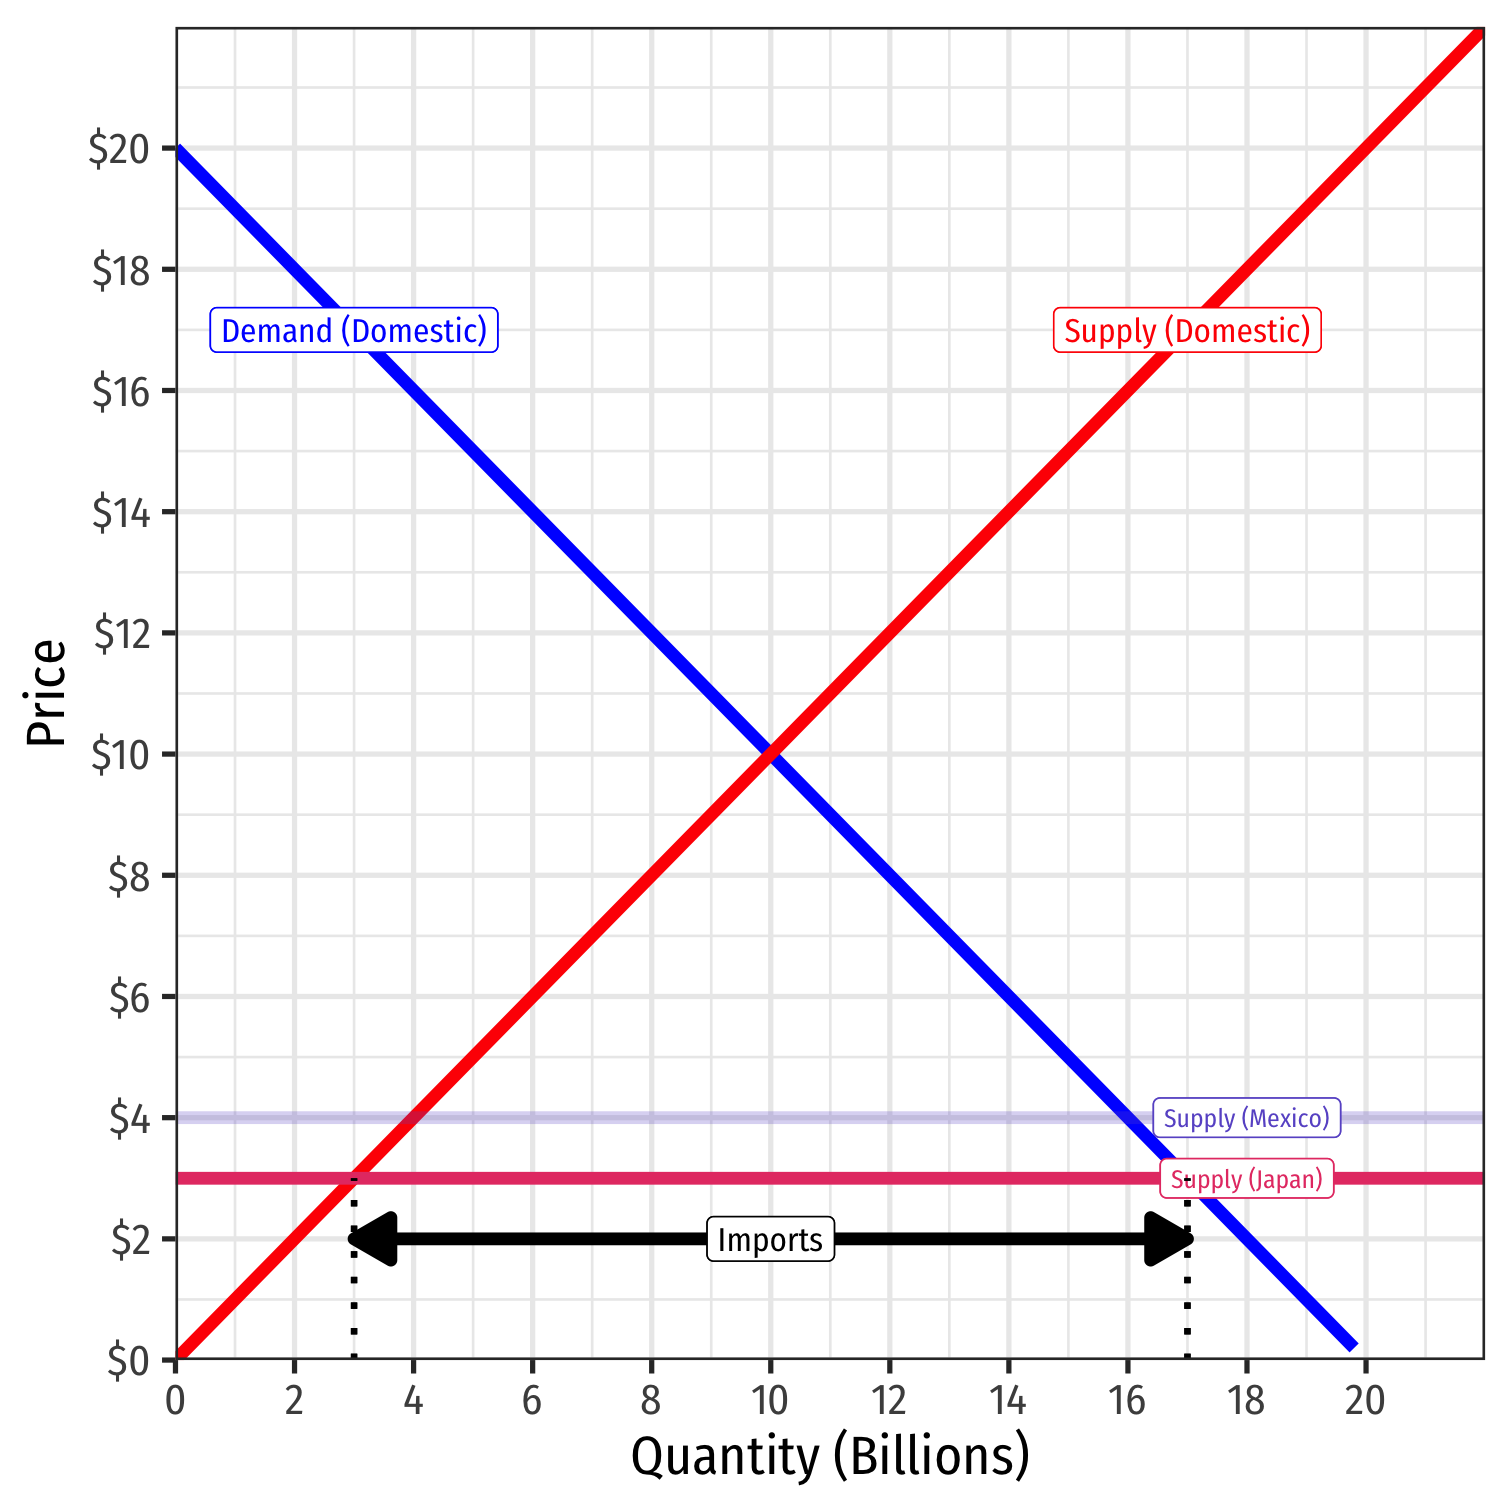 $20
$18
Demand (Domestic)
Supply (Domestic)
$16
$14
$12
Price
$10
$8
$6
$4
Supply (Mexico)
Supply (Japan)
$2
Imports
$0
0 2 4 6 8 10 12 14 16 18 20
Quantity (Billions)